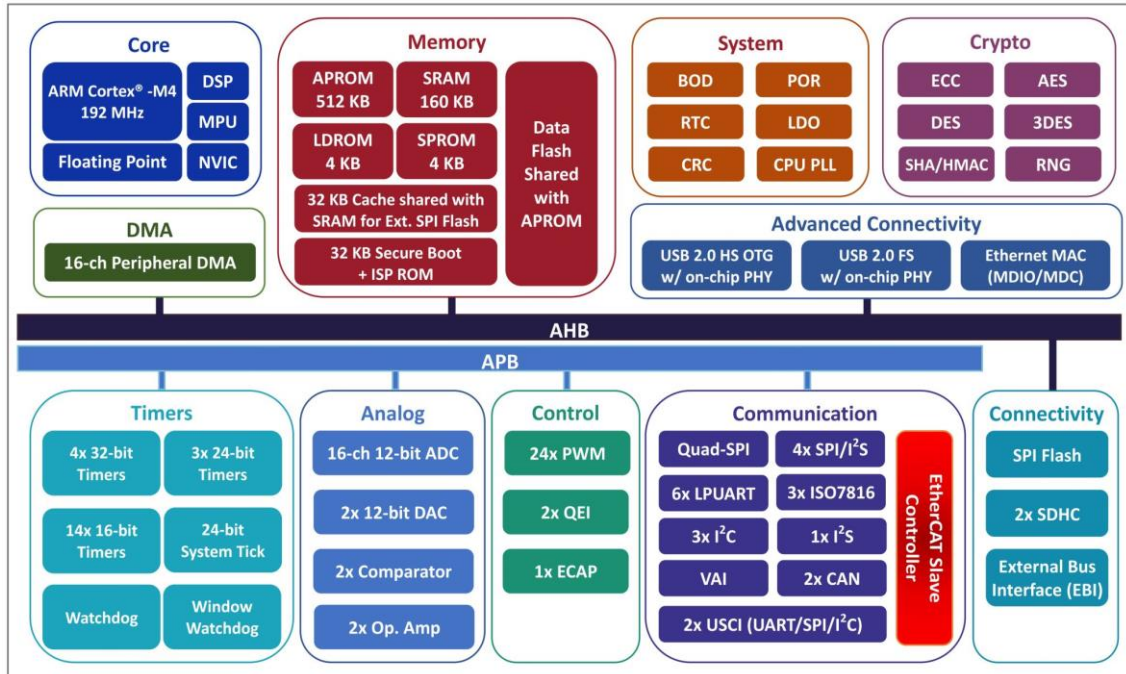 Core
ARM Cortex® -M4
192 MHz
DSP
MPU
Floating Point
NVIC
DMA
16-ch Peripheral DMA
Memory
APROM
512 KB
SRAM
160 KB
LDROM
4 KB
SPROM
4 KB
32 KB Cache shared with
SRAM for Ext. SPI Flash
32 KB Secure Boot
+ ISP ROM
Data
Flash
Shared
with
APROM
System
BOD
POR
RTC
LDO
CRC
CPU PLL
Crypto
ECC
AES
DES
3DES
SHA/HMAC
RNG
Advanced Connectivity
USB 2.0 HS OTG
w/ on-chip PHY
USB 2.0 FS
w/ on-chip PHY
Ethernet MAC
(MDIO/MDC)
AHB
APB
Timers
4x 32-bit
Timers
3x 24-bit
Timers
14x 16-bit
Timers
24-bit
System Tick
Watchdog
Window
Watchdog
Analog
16-ch 12-bit ADC
2x 12-bit DAC
2x Comparator
2x Op. Amp
Control
24x PWM
2x QEI
1x ECAP
Communication
Quad-SPI
4x SPI/I²S
6x LPUART
3x ISO7816
3x I²C
1x I²S
VAI
2x CAN
2x USCI (UART/SPI/I²C)
EtherCAT Slave
Controller
Connectivity
SPI Flash
2x SDHC
External Bus
Interface (EBI)